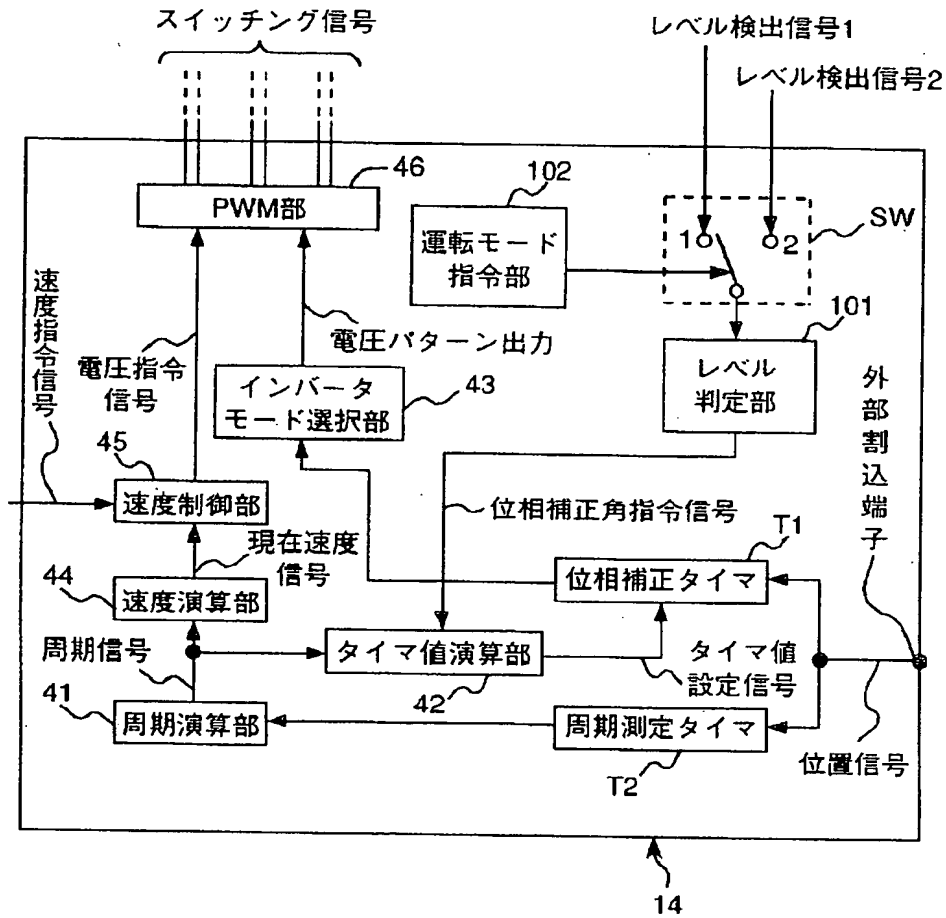 スイッチング信号
レベル検出信号1
レベル検出信号2
46
PWM部
102
運転モード
指令部
1
2
SW
101
レベル
判定部
速度指令信号
電圧指令
信号
電圧パターン出力
インバータ
モード選択部
43
外部割込端子
45
速度制御部
位相補正角指令信号
T1
現在速度
信号
位相補正タイマ
44
速度演算部
周期信号
タイマ値演算部
42
タイマ値
設定信号
41
周期演算部
周期測定タイマ
T2
位置信号
14